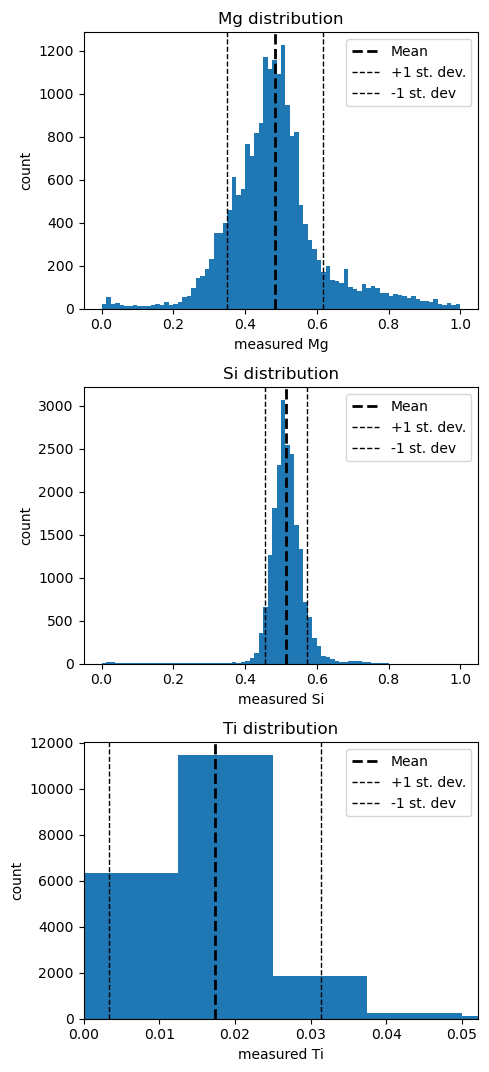 Mg distribution
Mean
+1 st. dev.
-1 st. dev
1200
1000
800
600
400
200
0
count
0.0 0.2 0.4 0.6 0.8 1.0
measured Mg
Si distribution
Mean
+1 st. dev.
-1 st. dev
3000
2500
2000
1500
1000
500
0
count
0.0 0.2 0.4 0.6 0.8 1.0
measured Si
Ti distribution
Mean
+1 st. dev.
-1 st. dev
12000
10000
8000
6000
4000
2000
0
count
0.00 0.01 0.02 0.03 0.04 0.05
measured Ti